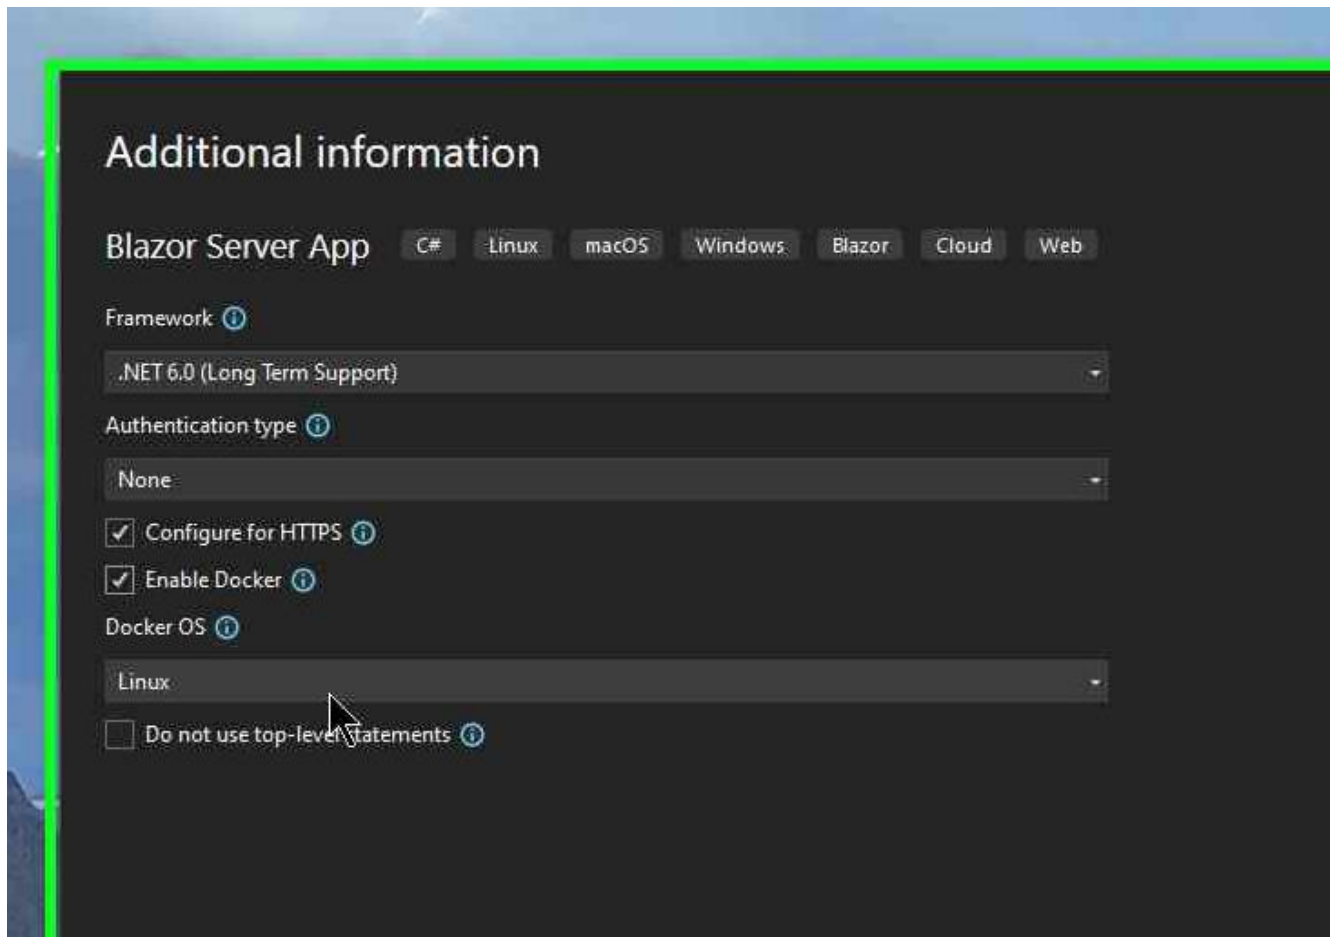 Additional information
Blazor Server App C# Linux macOS Windows Blazor Cloud Web
Framework
.NET 6.0 (Long Term Support)
Authentication type
None
Configure for HTTPS
Enable Docker
Docker OS
Linux
Do not use top-level statements